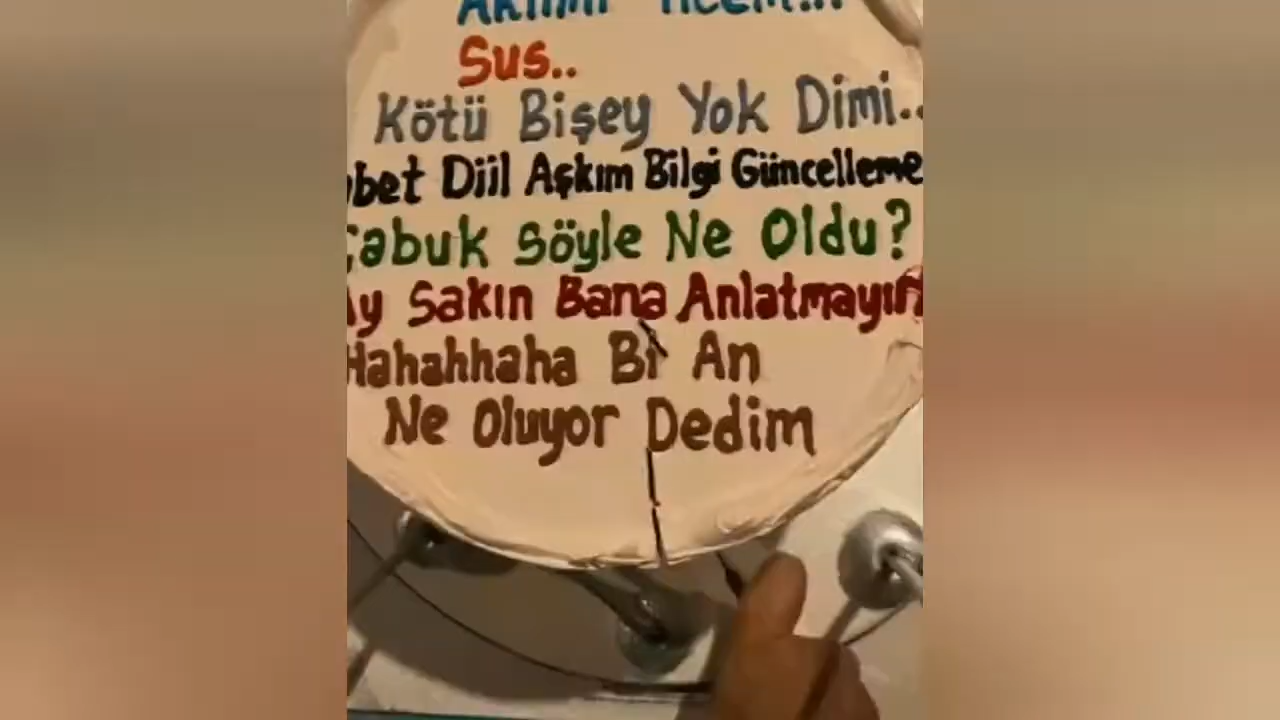 Sus..
Kötü Bişey Yok Dimi..
Diil Aşkım Bilgi Güncelleme
Çabuk Söyle Ne Oldu?
Ay Sakın Bana Anlatmayın
Hahahhaha Bi An
Ne Oluyor Dedim